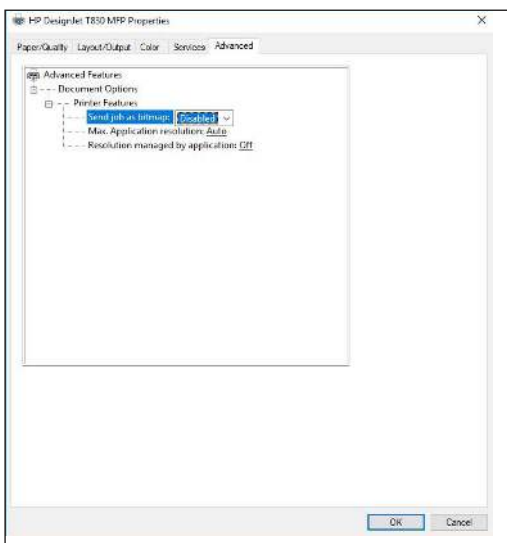 HP DesignJet T830 MFP Properties
Paper/Quality Layout/Output Color Services Advanced
Advanced Features
Document Options
Printer Features
Send job as bitmap: Disabled
Max. Application resolution: Auto
Resolution managed by application: Off
OK Cancel